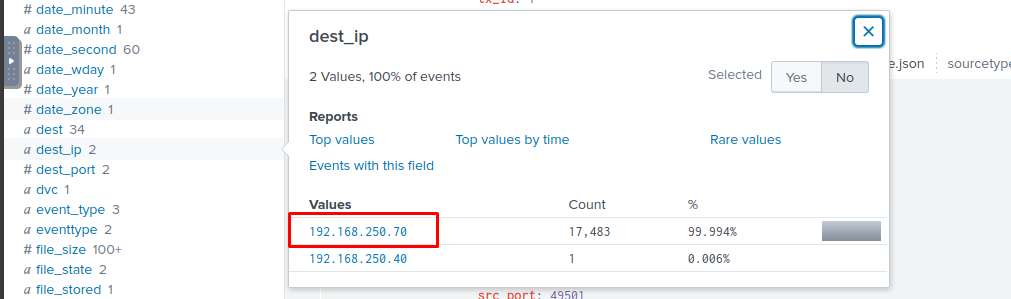 # date_minute 43
a date_month 1
# date_second 60
a date_wday 1
# date_year 1
# date_zone 1
a dest 34
a dest_ip 2
# dest_port 2
a dvc 1
a event_type 3
a eventtype 2
# file_size 100+
a file_state 2
a file_stored 1
dest_ip
2 Values, 100% of events
Selected Yes No
Reports
Top values Top values by time Rare values
Events with this field
Values Count %
192.168.250.70 17,483 99.994%
192.168.250.40 1 0.006%
e.json sourcetype
src_port: 49501